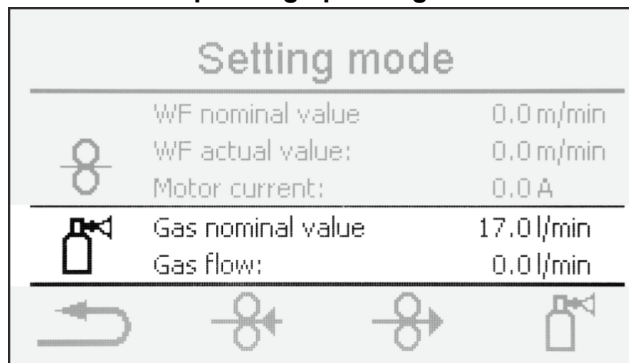 Setting mode
WF nominal value 0.0 m/min
WF actual value: 0.0 m/min
Motor current: 0.0 A
Gas nominal value 17.0 l/min
Gas flow: 0.0 l/min